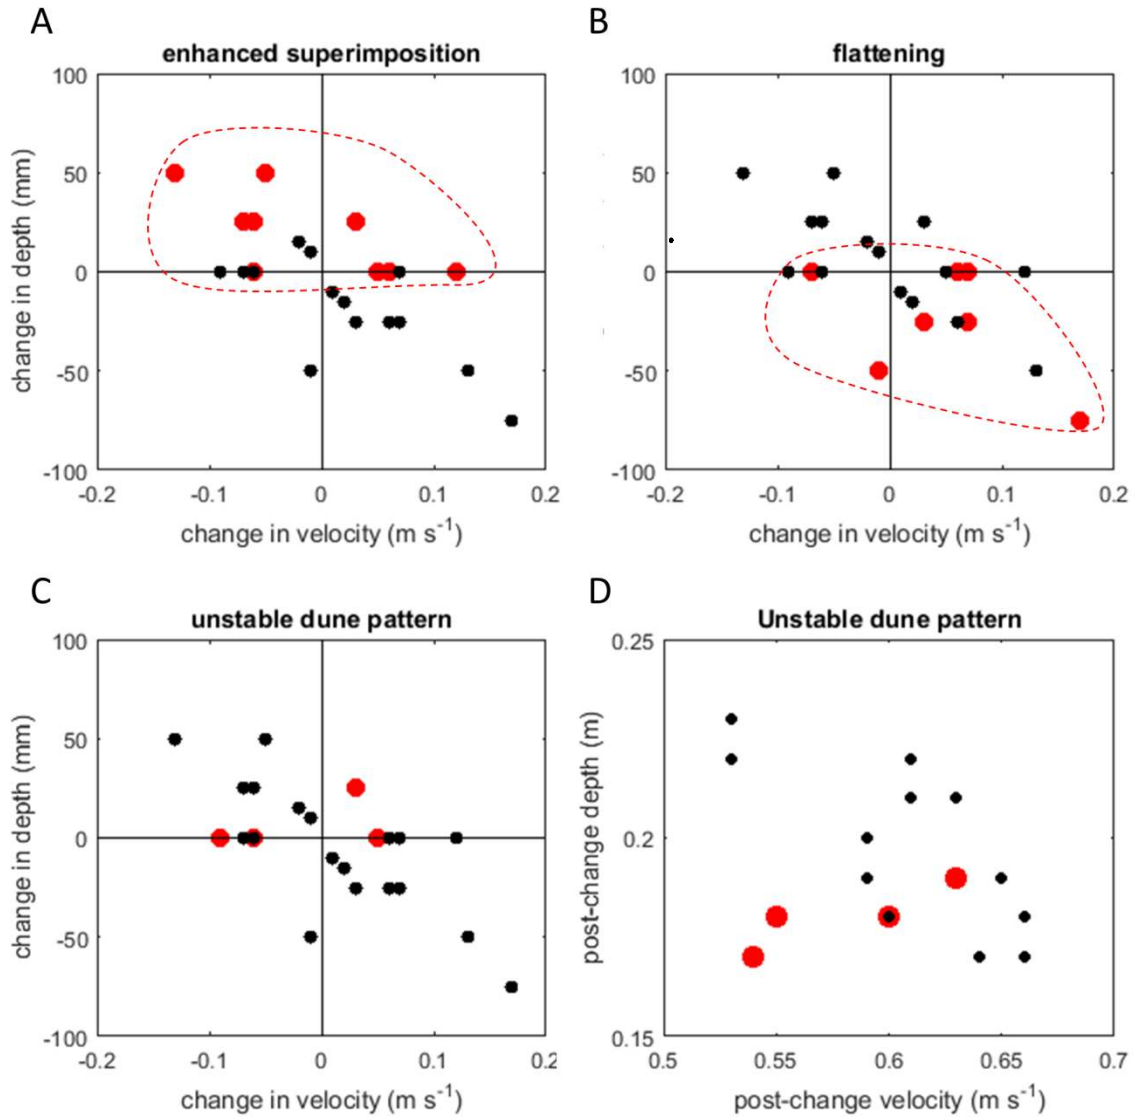 A
enhanced superimposition
100
50
0
-50
-100
-0.2
-0.1
0
0.1
0.2
change in depth (mm)
change in velocity (m s-1)
B
flattening
100
50
0
-50
-100
-0.2
-0.1
0
0.1
0.2
change in velocity (m s-1)
C
unstable dune pattern
100
50
0
-50
-100
-0.2
-0.1
0
0.1
0.2
change in depth (mm)
change in velocity (m s-1)
D
Unstable dune pattern
0.25
0.2
0.15
0.5
0.55
0.6
0.65
0.7
post-change depth (m)
post-change velocity (m s-1)